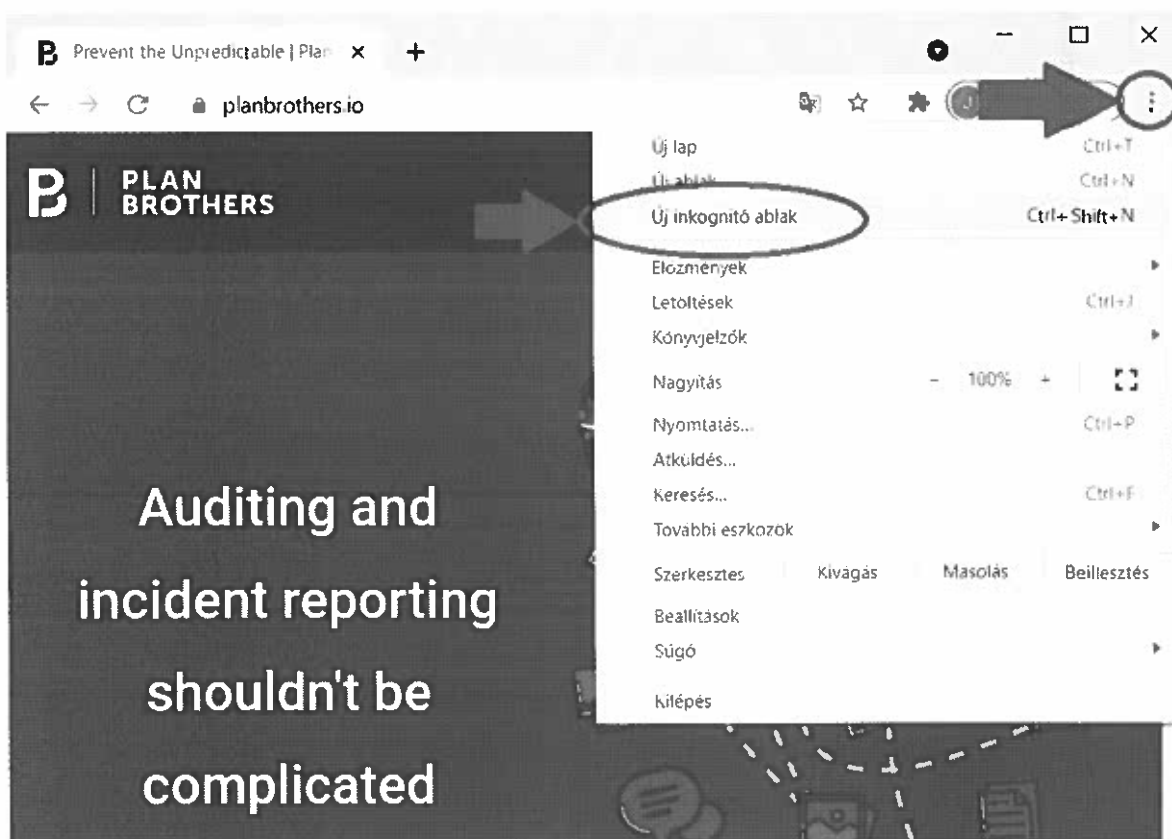 Prevent the Unpredictable | Plan
planbrothers.io
PLAN
BROTHERS
Új lap Ctrl+T
Új ablak Ctrl+N
Új inkognitó ablak Ctrl+Shift+N
Előzmények
Letöltések Ctrl+J
Könyvjelzők
Nagyítás - 100% +
Nyomtatás... Ctrl+P
Átküldés...
Keresés... Ctrl+F
További eszközök
Szerkesztés Kivágás Másolás Beillesztés
Beállítások
Súgó
Kilépés
Auditing and
incident reporting
shouldn't be
complicated